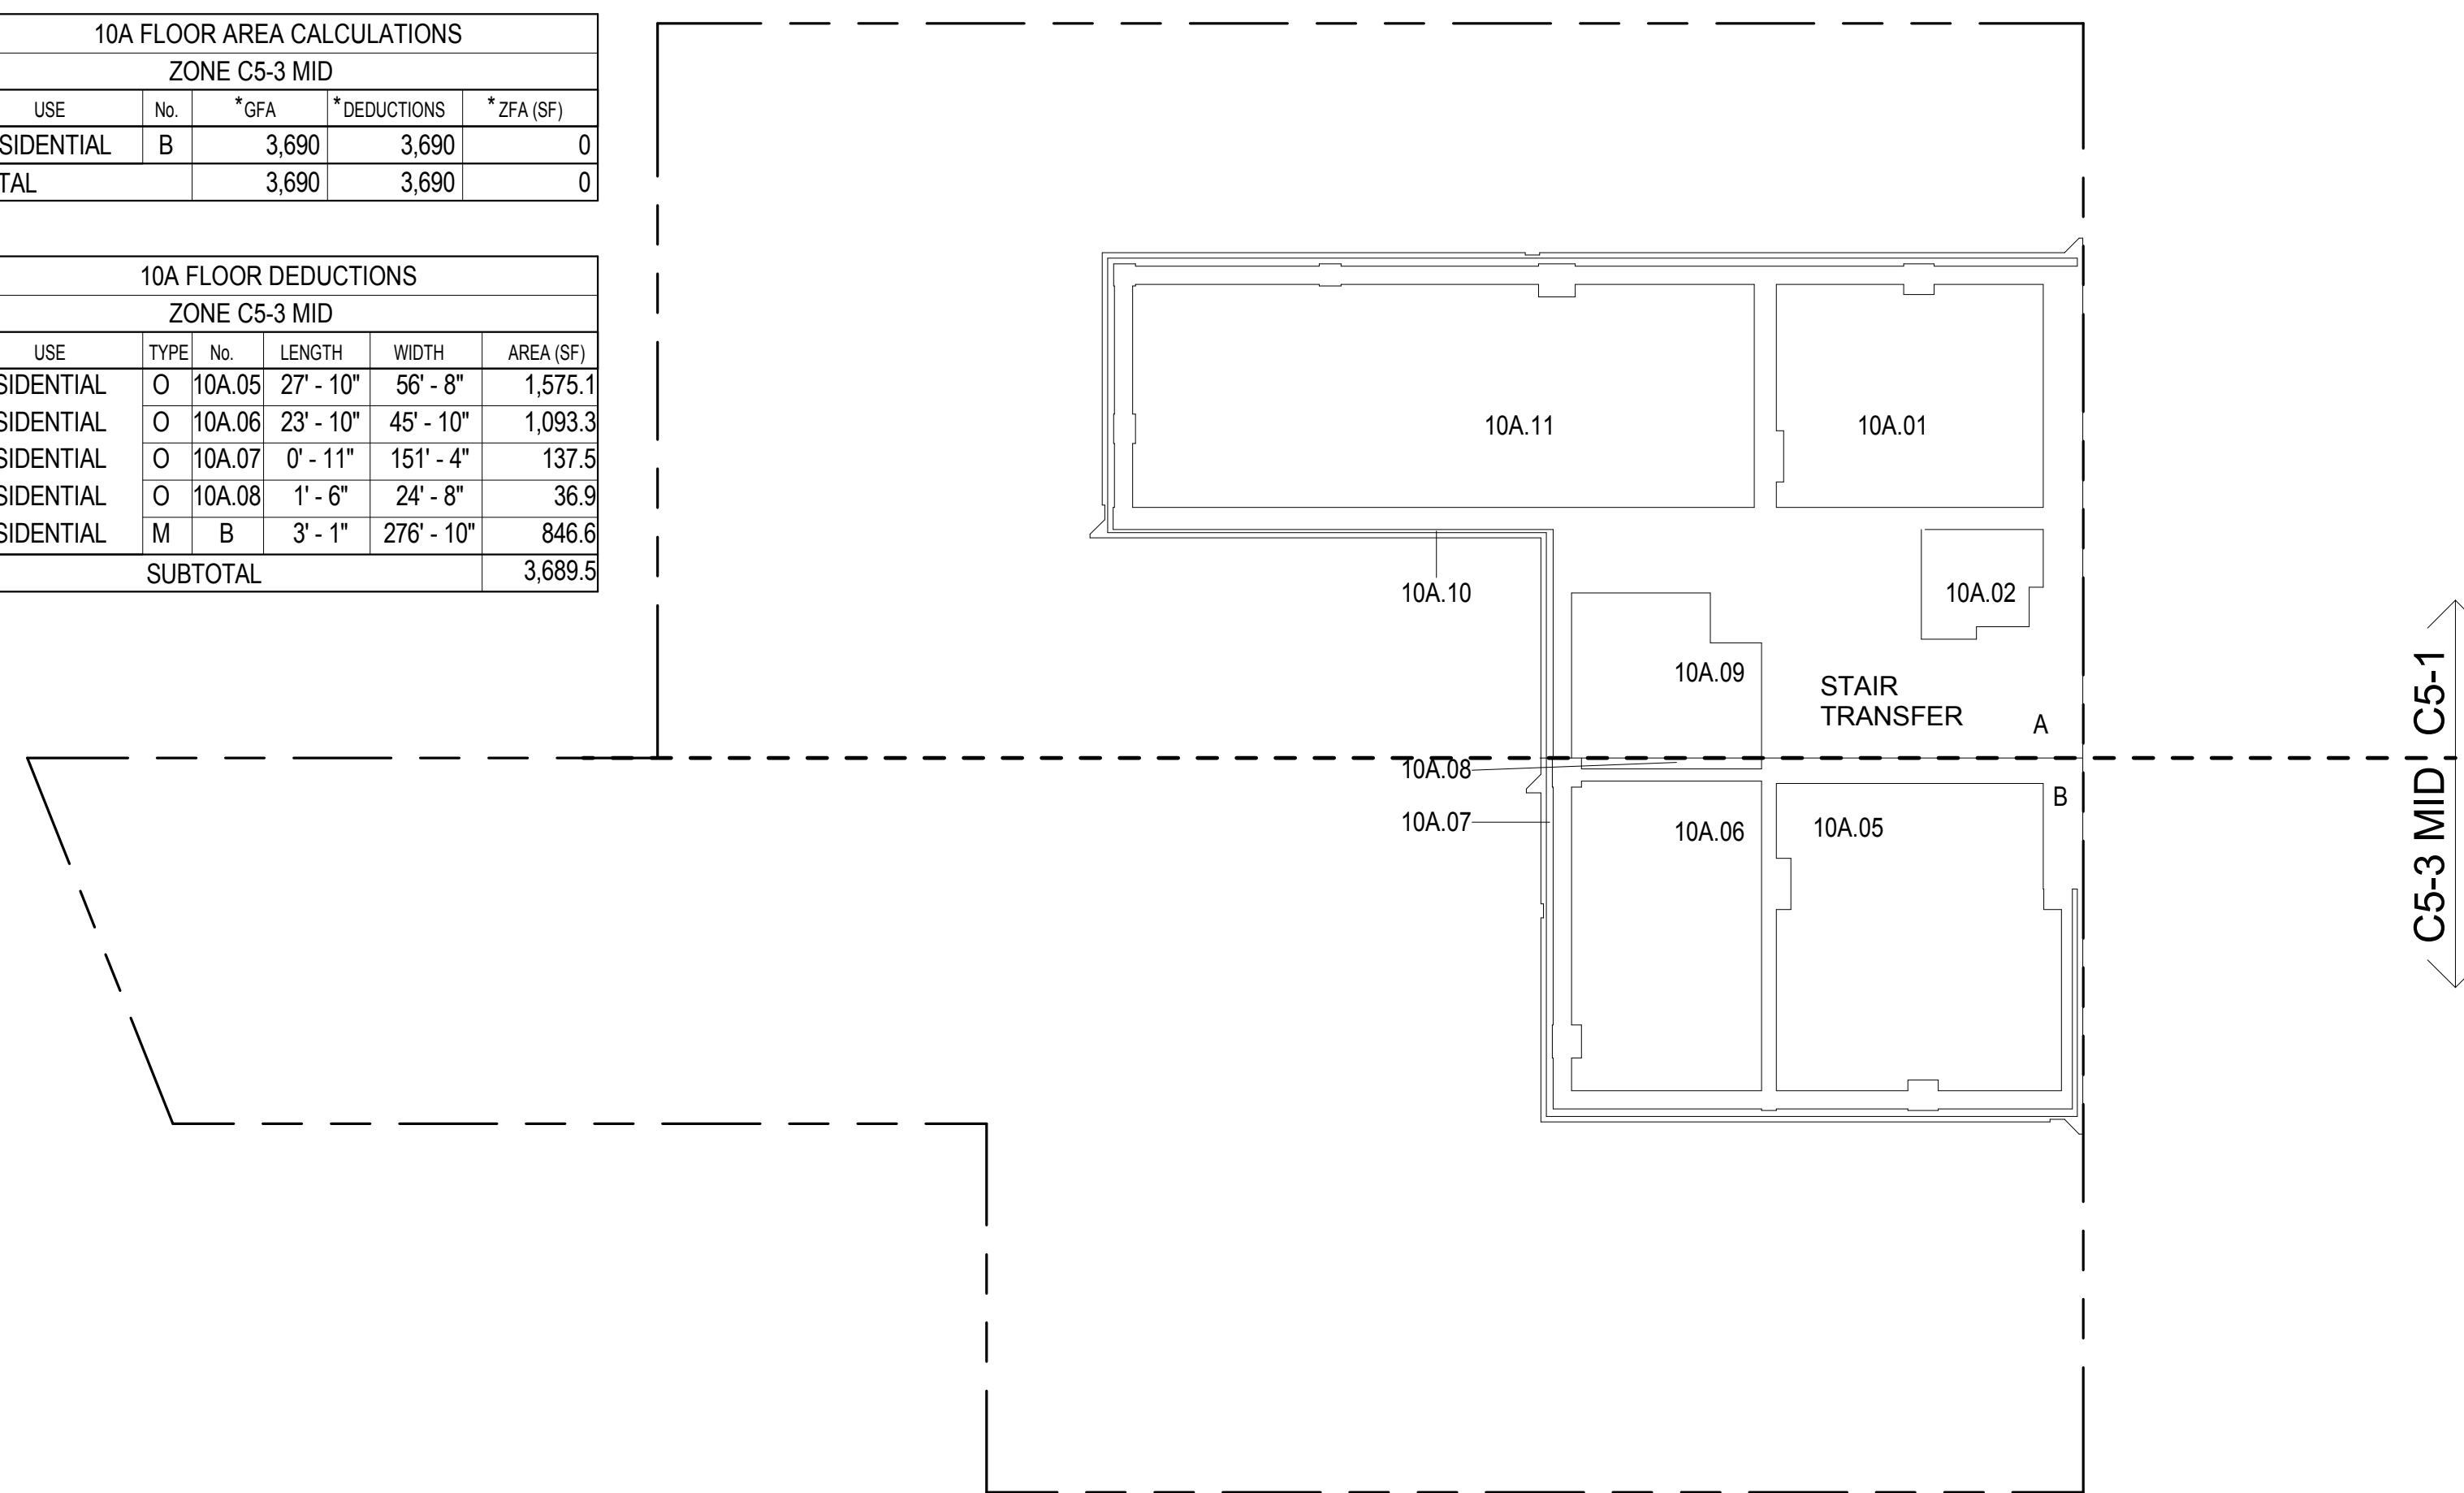 10A FLOOR AREA CALCULATIONS
ZONE C5-3 MID
USE No. *GFA *DEDUCTIONS *ZFA (SF)
SIDENTIAL B 3,690 3,690 0
TAL 3,690 3,690 0
10A FLOOR DEDUCTIONS
ZONE C5-3 MID
USE TYPE No. LENGTH WIDTH AREA (SF)
SIDENTIAL O 10A.05 27' - 10" 56' - 8" 1,575.1
SIDENTIAL O 10A.06 23' - 10" 45' - 10" 1,093.3
SIDENTIAL O 10A.07 0' - 11" 151' - 4" 137.5
SIDENTIAL O 10A.08 1' - 6" 24' - 8" 36.9
SIDENTIAL M B 3' - 1" 276' - 10" 846.6
SUBTOTAL 3,689.5
10A.11
10A.01
10A.10
10A.02
10A.09
STAIR
TRANSFER
A
10A.08
B
10A.07
10A.06
10A.05
C5-1
C5-3 MID